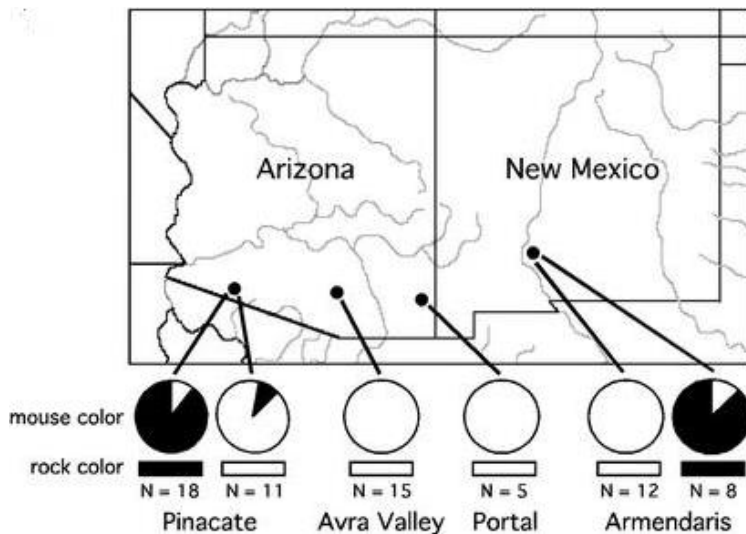 Arizona
New Mexico
mouse color
rock color
N = 18 N = 11 N = 15 N = 5 N = 12 N = 8
Pinacate Avra Valley Portal Armendaris